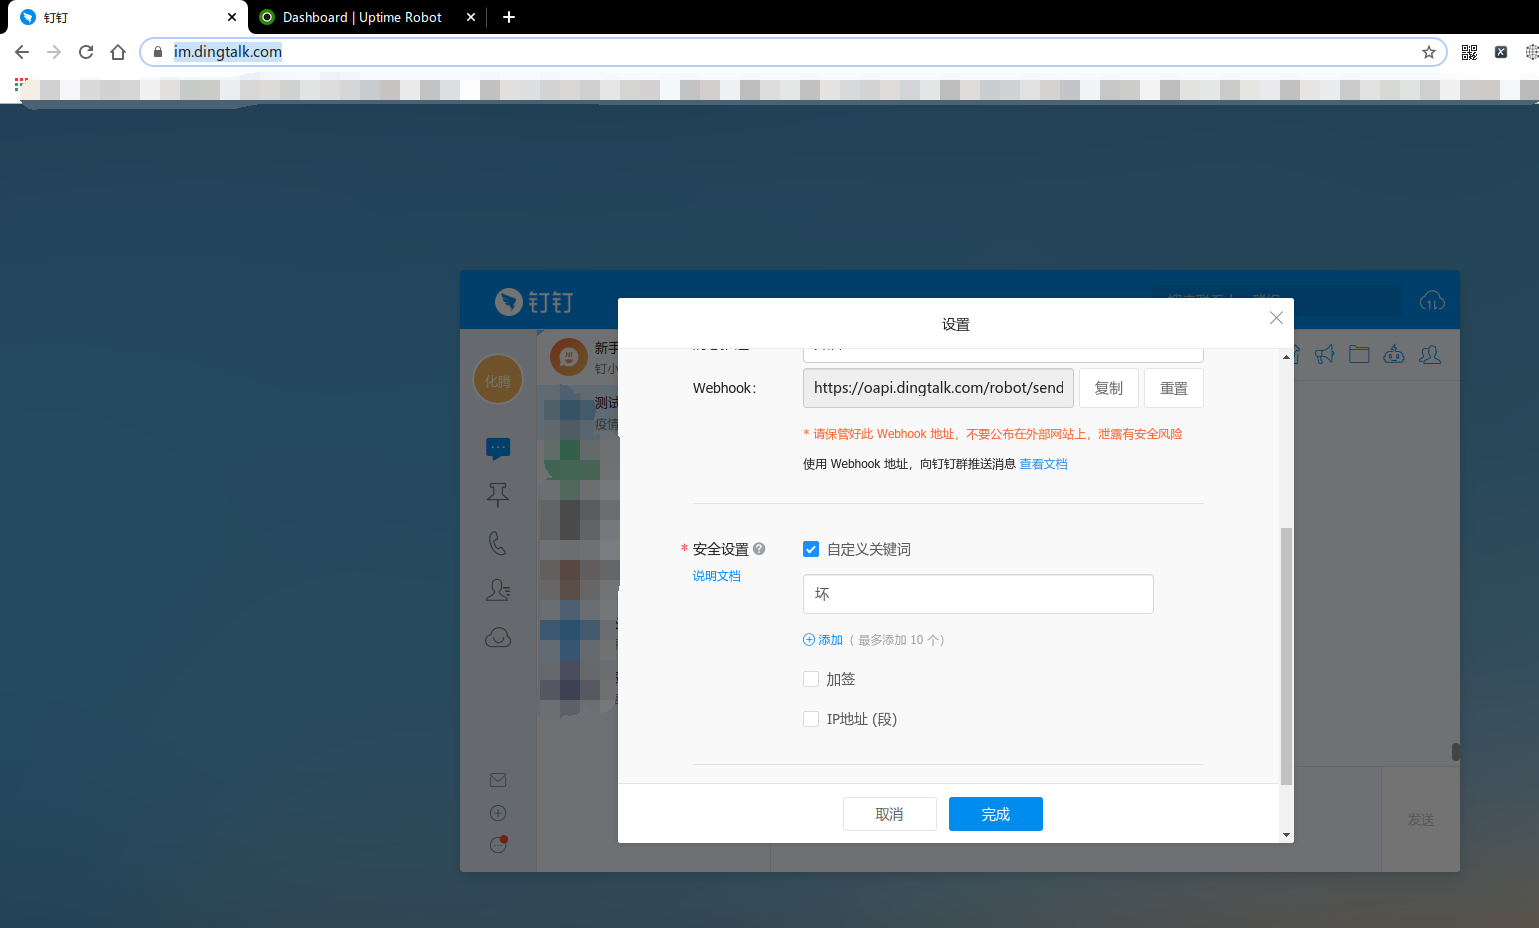 钉钉
Dashboard | Uptime Robot
im.dingtalk.com
钉钉
设置
化腾
新手
钉小
测试
疫情
Webhook：
https://oapi.dingtalk.com/robot/send
复制
重置
* 请保管好此 Webhook 地址，不要公布在外部网站上，泄露有安全风险
使用 Webhook 地址，向钉钉群推送消息 查看文档
* 安全设置
?
自定义关键词
说明文档
坏
添加（ 最多添加 10 个）
加签
IP地址 (段)
取消
完成
发送